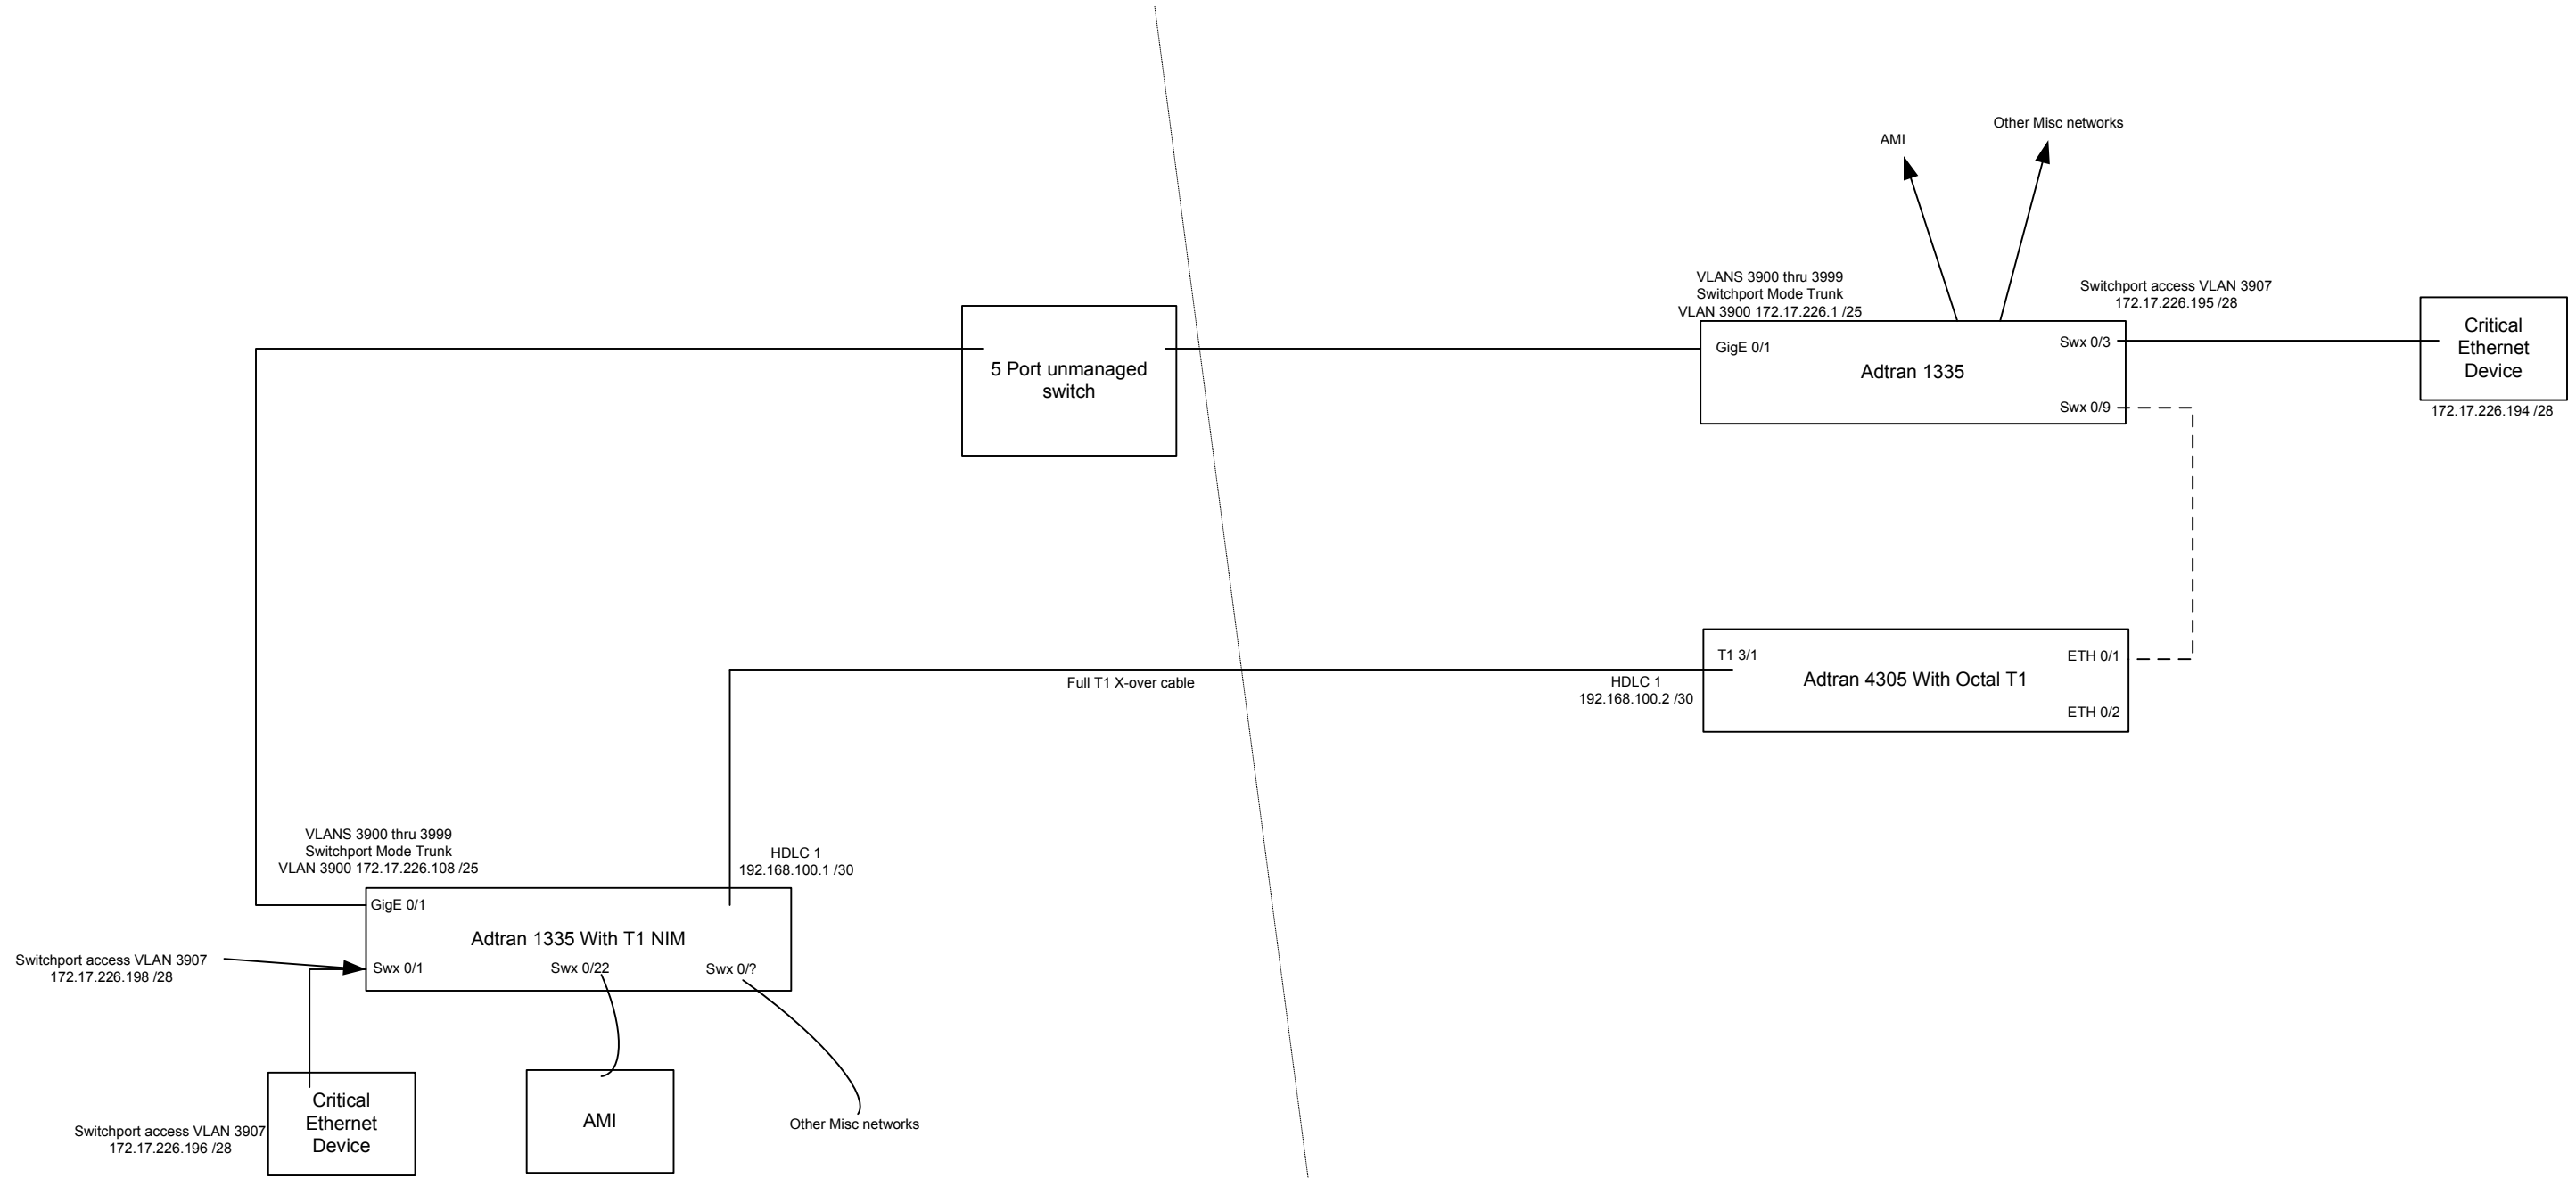 Other Misc networks
AMI
VLANS 3900 thru 3999
Switchport Mode Trunk
VLAN 3900 172.17.226.1 /25
Switchport access VLAN 3907
172.17.226.195 /28
5 Port unmanaged
switch
GigE 0/1
Adtran 1335
Swx 0/3
Swx 0/9
Critical
Ethernet
Device
172.17.226.194 /28
T1 3/1
Adtran 4305 With Octal T1
ETH 0/1
ETH 0/2
Full T1 X-over cable
HDLC 1
192.168.100.2 /30
VLANS 3900 thru 3999
Switchport Mode Trunk
VLAN 3900 172.17.226.108 /25
HDLC 1
192.168.100.1 /30
GigE 0/1
Adtran 1335 With T1 NIM
Switchport access VLAN 3907
172.17.226.198 /28
Swx 0/1
Swx 0/22
Swx 0/?
Critical
Ethernet
Device
Switchport access VLAN 3907
172.17.226.196 /28
AMI
Other Misc networks